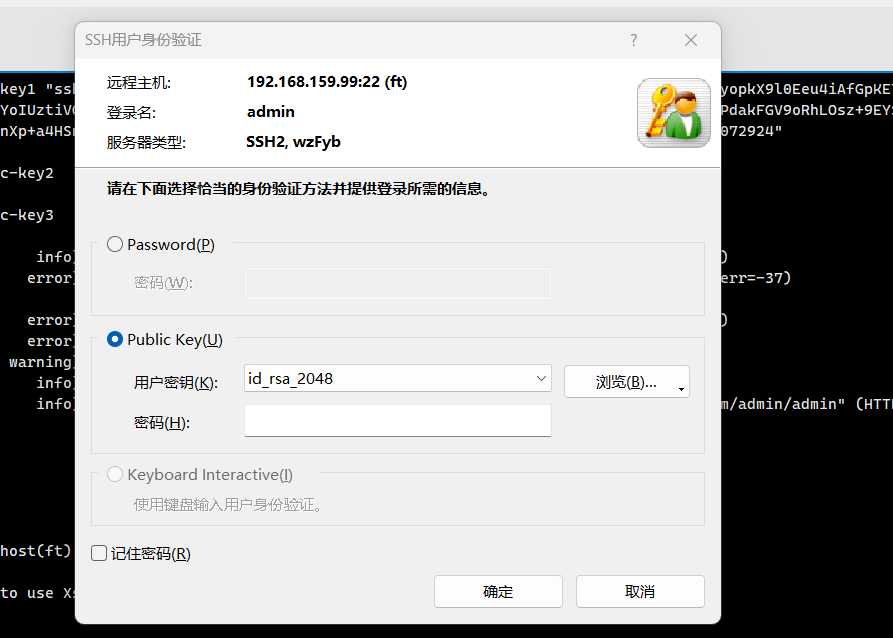 SSH用户身份验证
?
远程主机: 192.168.159.99:22 (ft)
登录名: admin
服务器类型: SSH2, wzFyb
请在下面选择恰当的身份验证方法并提供登录所需的信息。
Password(P)
密码(W):
Public Key(U)
用户密钥(K): id_rsa_2048 浏览(B)...
密码(H):
Keyboard Interactive(I)
使用键盘输入用户身份验证。
记住密码(R)
确定 取消
key1 "ss
YoIUztiV
nXp+a4HS
c-key2
c-key3
info
error
error
error
warning
info
info
host(ft)
to use Xs
yopkX9l0Eeu4iAfGpKE
PdakFGV9oRhLOsz+9EY
072924"
)
err=-37)
)
m/admin/admin" (HTT